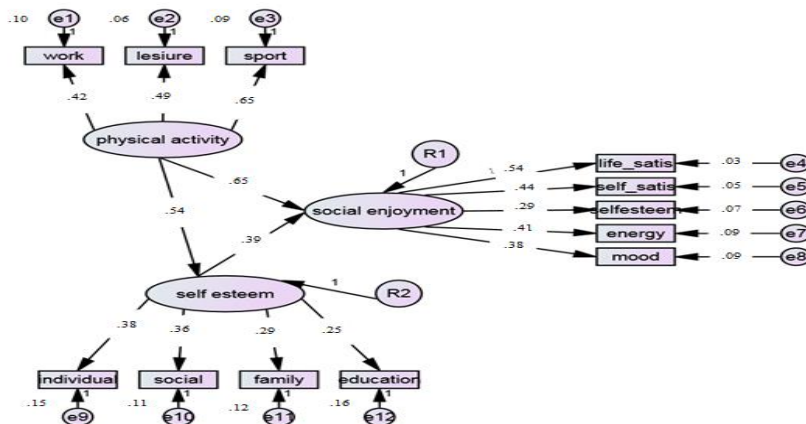 .10 e1 .06 e2 .09 e3
1 1 1
work lesiure sport
.42 .49 .65
physical activity
R1
1
.65
.54
.39
social enjoyment
1 .54 life_satis .03 e4
.44 self_satis .05 e5
.29 selfesteem .07 e6
.41 energy .09 e7
.38 mood .09 e8
self esteem
1 R2
.38 .36 .29 .25
individual social family education
1 1 1 1
.15 e9 .11 e10 .12 e11 .16 e12